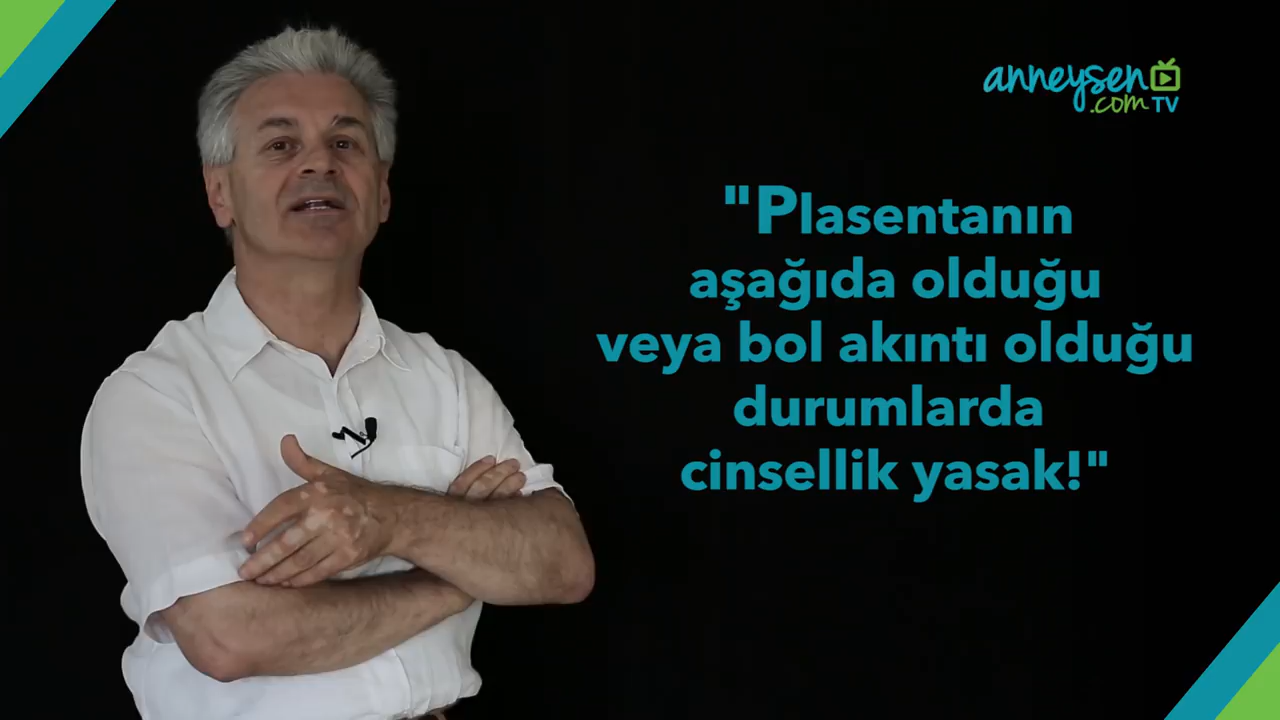 anneysen
.com TV
"Plasentanın
aşağıda olduğu
veya bol akıntı olduğu
durumlarda
cinsellik yasak!"